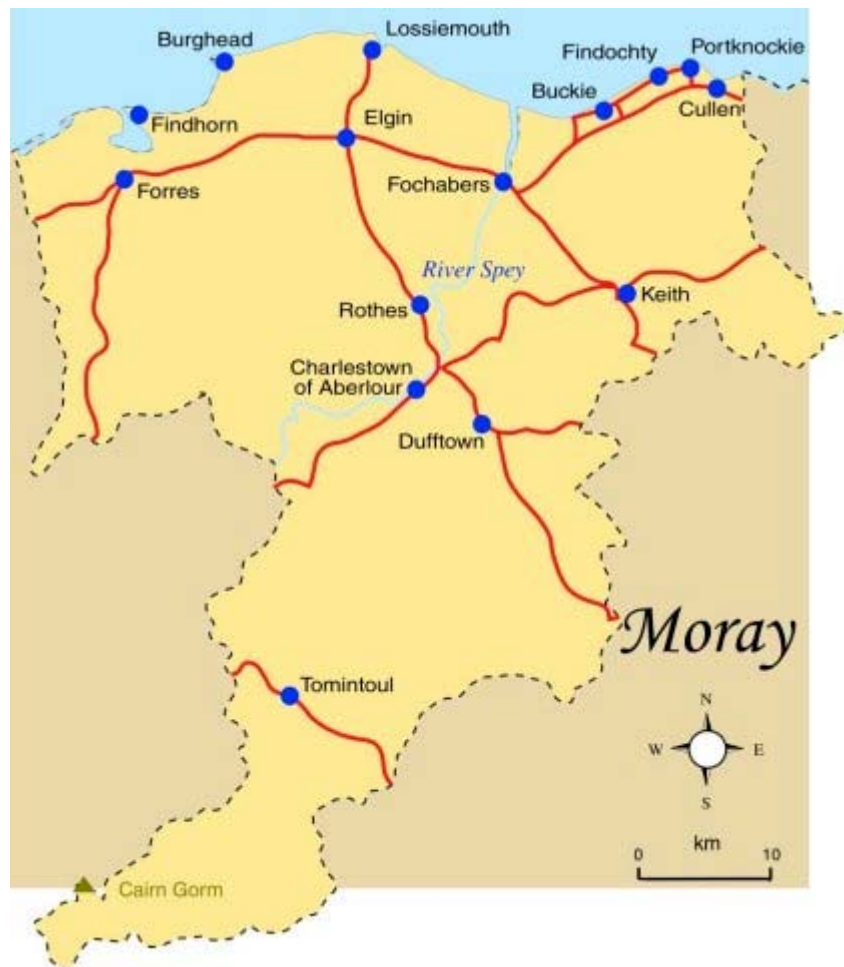 Lossiemouth
Burghead
Portknockie
Findochty
Buckie
Cullen
Findhorn
Elgin
Forres
Fochabers
River Spey
Keith
Rothes
Charlestown
of Aberlour
Dufftown
Moray
Tomintoul
N
W
E
S
km
0
10
Cairn Gorm